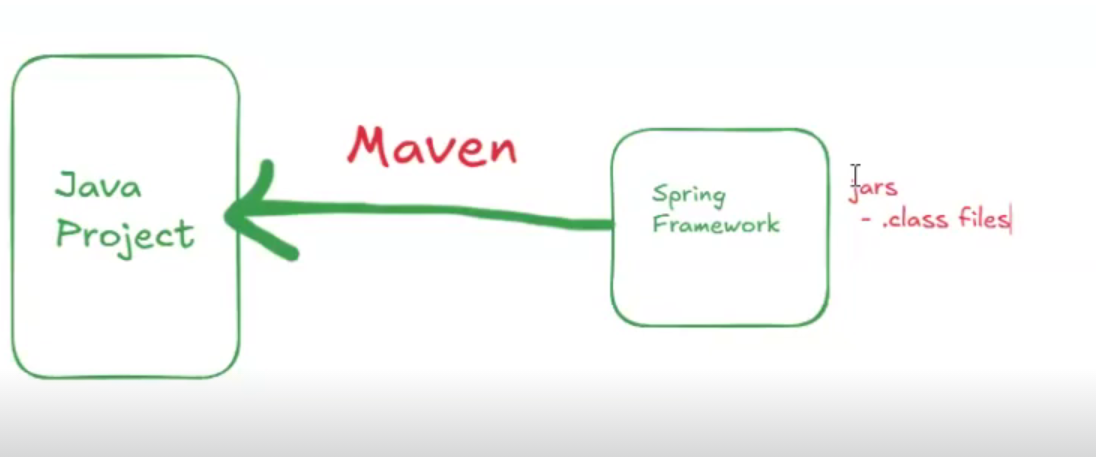 Maven
Java
Project
Spring
Framework
jars
- .class files